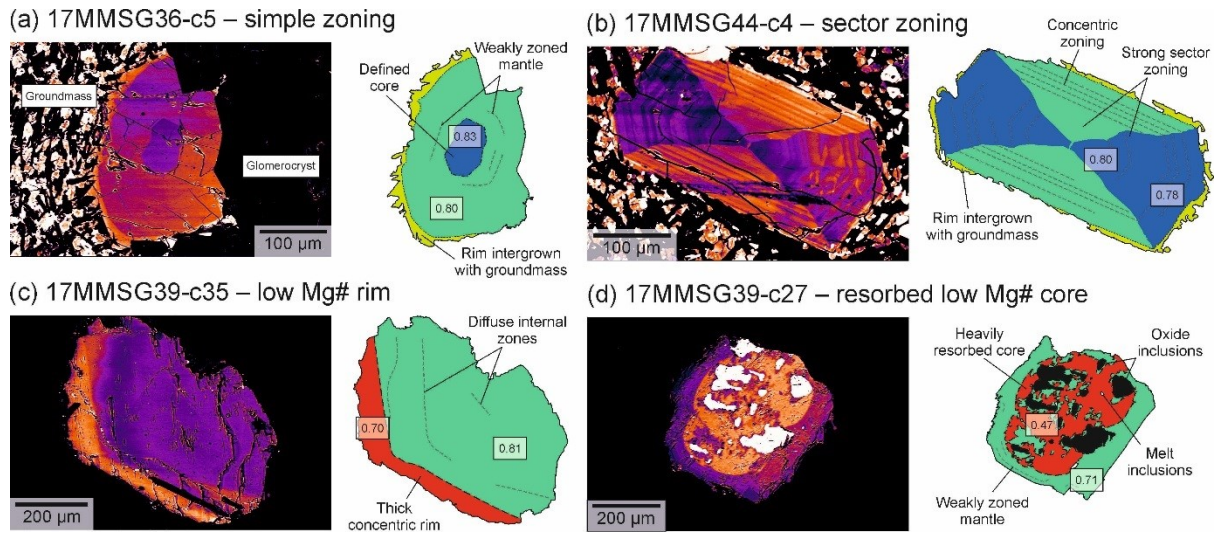 (a) 17MMSG36-c5 – simple zoning
Groundmass
Glomerocryst
100 µm
Weakly zoned
mantle
Defined
core
0.83
0.80
Rim intergrown
with groundmass
(b) 17MMSG44-c4 – sector zoning
100 µm
Concentric
zoning
Strong sector
zoning
0.80
0.78
Rim intergrown
with groundmass
(c) 17MMSG39-c35 – low Mg# rim
200 µm
Diffuse internal
zones
0.70
0.81
Thick
concentric rim
(d) 17MMSG39-c27 – resorbed low Mg# core
200 µm
Heavily
resorbed core
Oxide
inclusions
0.47
Melt
inclusions
0.71
Weakly zoned
mantle